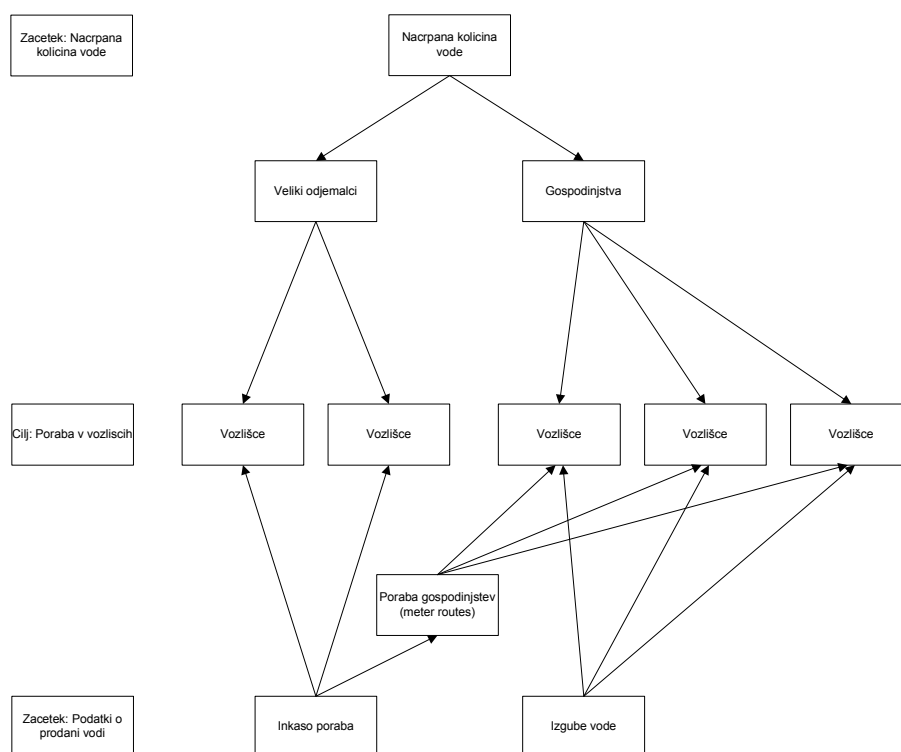 Zacetek: Nacrpana
kolicina vode
Nacrpana kolicina
vode
Veliki odjemalci
Gospodinjstva
Cilj: Poraba v vozliscih
Vozlišce
Vozlišce
Vozlišce
Vozlišce
Vozlišce
Poraba gospodinjstev
(meter routes)
Zacetek: Podatki o
prodani vodi
Inkaso poraba
Izgube vode